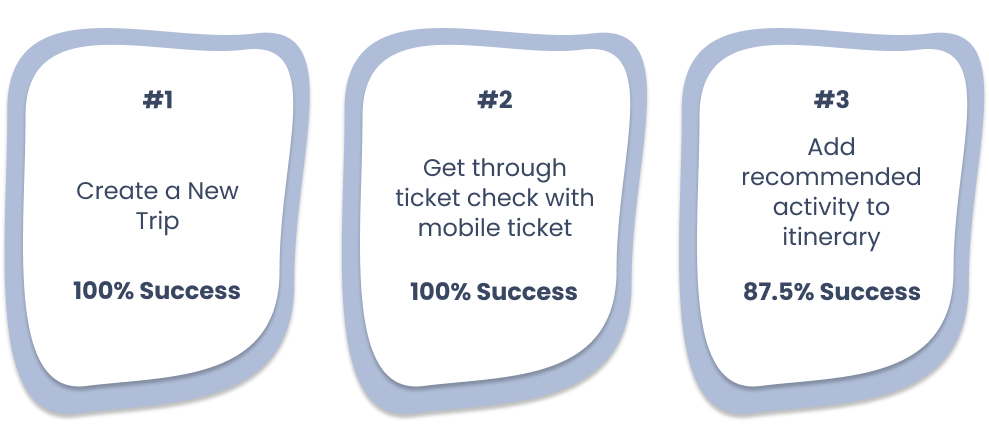 #1
Create a New
Trip
100% Success
#2
Get through
ticket check with
mobile ticket
100% Success
#3
Add
recommended
activity to
itinerary
87.5% Success